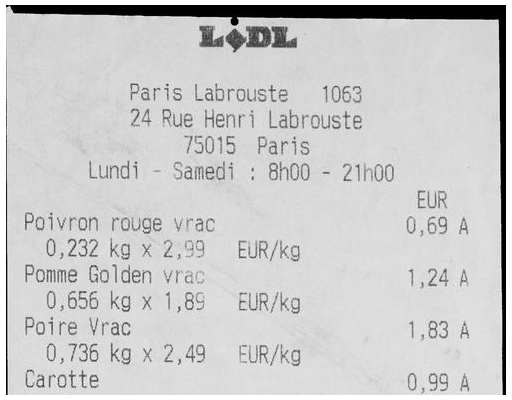 LIDL
Paris Labrouste 1063
24 Rue Henri Labrouste
75015 Paris
Lundi - Samedi : 8h00 - 21h00
EUR
Poivron rouge vrac 0,69 A
0,232 kg x 2,99 EUR/kg
Pomme Golden vrac 1,24 A
0,656 kg x 1,89 EUR/kg
Poire Vrac 1,83 A
0,736 kg x 2,49 EUR/kg
Carotte 0,99 A